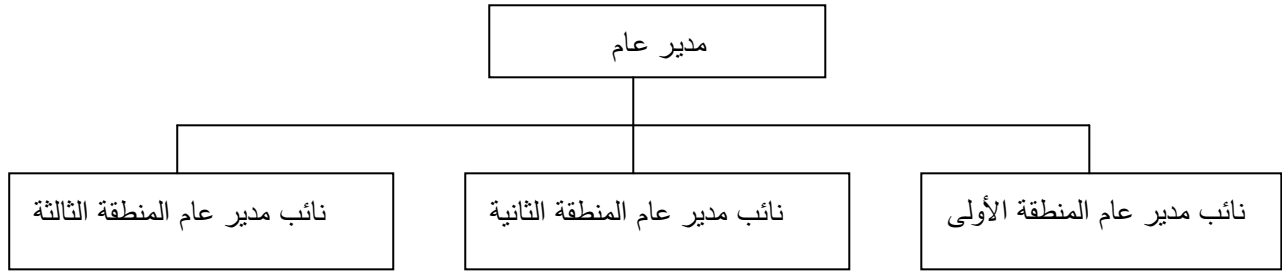 مدير عام
نائب مدير عام المنطقة الأولى
نائب مدير عام المنطقة الثانية
نائب مدير عام المنطقة الثالثة